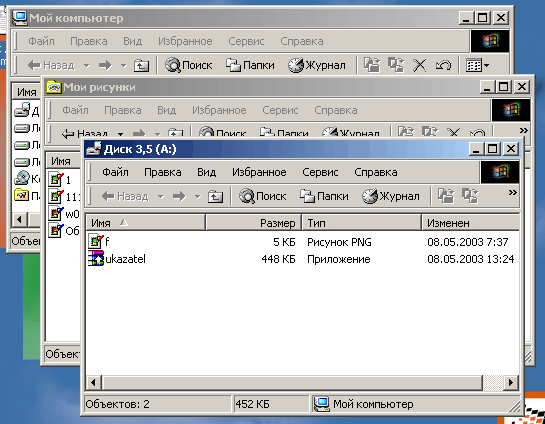 Мой компьютер
Файл Правка Вид Избранное Сервис Справка
Назад Поиск Папки Журнал
Имя
Мои рисунки
Файл Правка Вид Избранное Сервис Справка
Назад Поиск Папки Журнал
Имя
1
111
w0
Об
Объекто
Диск 3,5 (A:)
Файл Правка Вид Избранное Сервис Справка
Назад Поиск Папки Журнал
Имя Размер Тип Изменен
f 5 КБ Рисунок PNG 08.05.2003 7:37
ukazatel 448 КБ Приложение 08.05.2003 13:24
Объектов: 2 452 КБ Мой компьютер